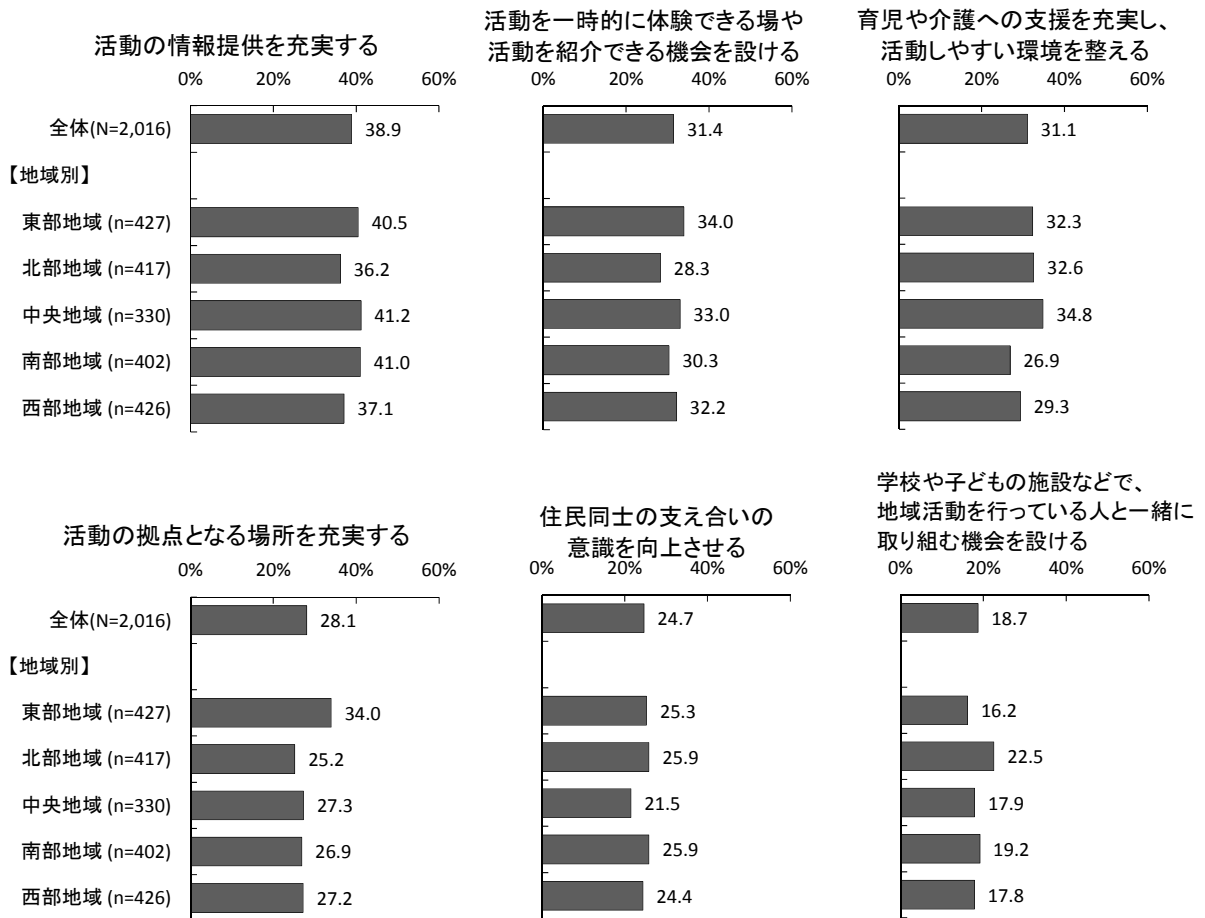 活動の情報提供を充実する
0% 20% 40% 60%
全体(N=2,016) 38.9
【地域別】
東部地域 (n=427) 40.5
北部地域 (n=417) 36.2
中央地域 (n=330) 41.2
南部地域 (n=402) 41.0
西部地域 (n=426) 37.1
活動を一時的に体験できる場や
活動を紹介できる機会を設ける
0% 20% 40% 60%
31.4
34.0
28.3
33.0
30.3
32.2
育児や介護への支援を充実し、
活動しやすい環境を整える
0% 20% 40% 60%
31.1
32.3
32.6
34.8
26.9
29.3
活動の拠点となる場所を充実する
0% 20% 40% 60%
全体(N=2,016) 28.1
【地域別】
東部地域 (n=427) 34.0
北部地域 (n=417) 25.2
中央地域 (n=330) 27.3
南部地域 (n=402) 26.9
西部地域 (n=426) 27.2
住民同士の支え合いの
意識を向上させる
0% 20% 40% 60%
24.7
25.3
25.9
21.5
25.9
24.4
学校や子どもの施設などで、
地域活動を行っている人と一緒に
取り組む機会を設ける
0% 20% 40% 60%
18.7
16.2
22.5
17.9
19.2
17.8